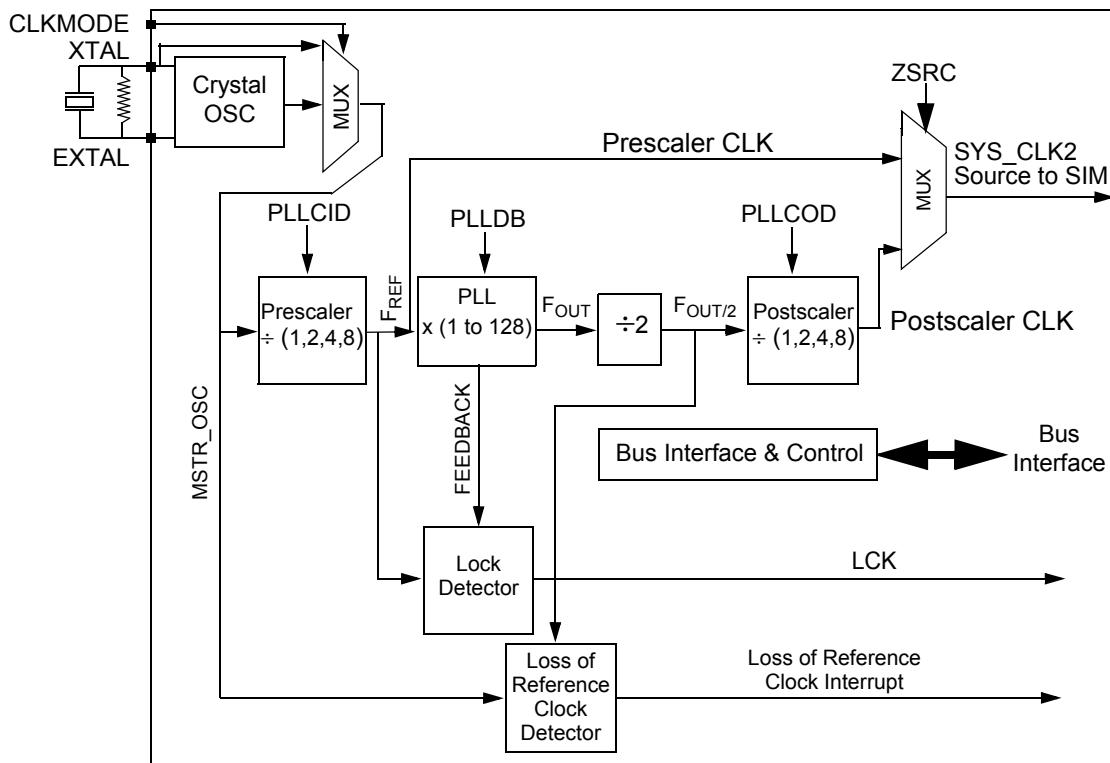 CLKMODE
XTAL
EXTAL
Crystal
OSC
MUX
ZSRC
Prescaler CLK
MUX
SYS_CLK2
Source to SIM
PLLCID
PLLDB
PLLCOD
Prescaler
÷ (1,2,4,8)
FREF
PLL
x (1 to 128)
FOUT
÷2
FOUT/2
Postscaler
÷ (1,2,4,8)
Postscaler CLK
MSTR_OSC
FEEDBACK
Bus Interface & Control
Bus
Interface
Lock
Detector
LCK
Loss of
Reference
Clock
Detector
Loss of Reference
Clock Interrupt